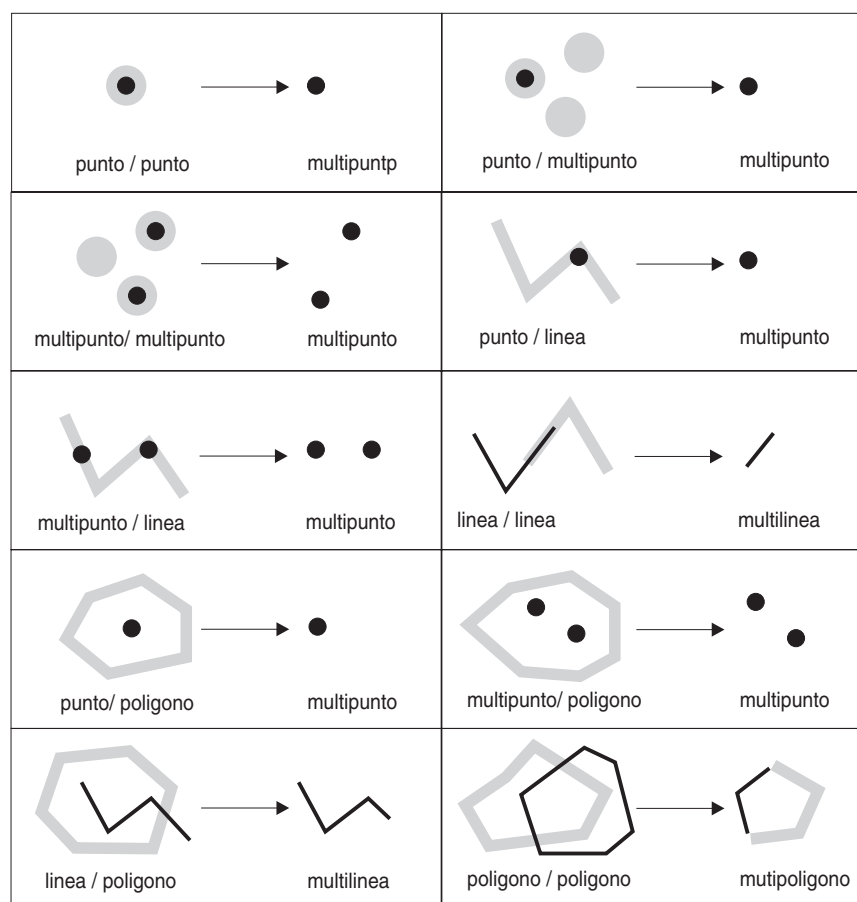 punto / punto
multipuntp
punto / multipunto
multipunto
multipunto/ multipunto
multipunto
punto / linea
multipunto
multipunto / linea
multipunto
linea / linea
multilinea
punto/ poligono
multipunto
multipunto/ poligono
multipunto
linea / poligono
multilinea
poligono / poligono
mutipoligono